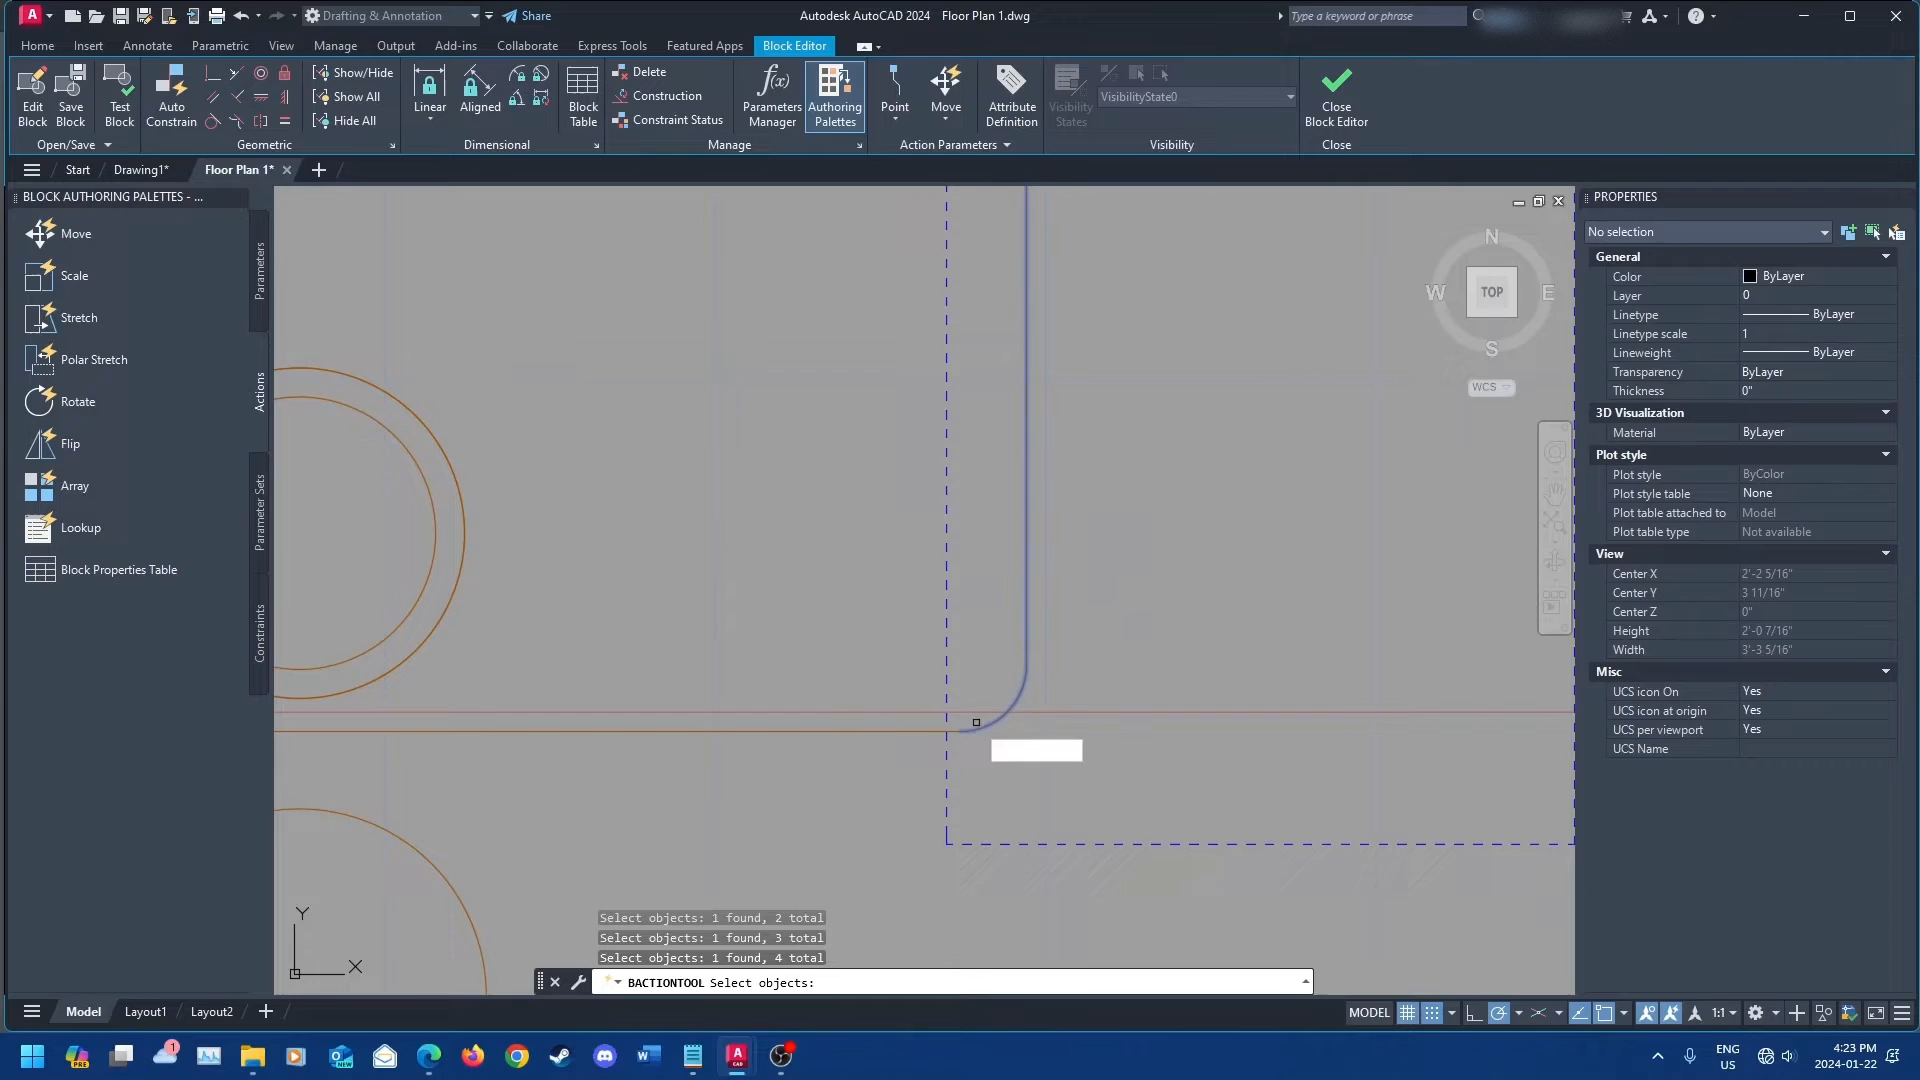 Drafting & Annotation
Share
Autodesk AutoCAD 2024 Floor Plan 1.dwg
Type a keyword or phrase
Home Insert Annotate Parametric View Manage Output Add-ins Collaborate Express Tools Featured Apps Block Editor
Edit Block
Save Block
Test Block
Auto Constrain
Show/Hide
Show All
Hide All
Linear
Aligned
Block Table
Delete
Construction
Constraint Status
Parameters Manager
Authoring Palettes
Point
Move
Attribute Definition
Visibility States
VisibilityState0
Close Block Editor
Open/Save Geometric Dimensional Manage Action Parameters Visibility Close
Start Drawing1* Floor Plan 1*
BLOCK AUTHORING PALETTES - ...
Move
Scale
Stretch
Polar Stretch
Rotate
Flip
Array
Lookup
Block Properties Table
Parameters
Actions
Parameter Sets
Constraints
N
W TOP E
S
WCS
Y
X
Select objects: 1 found, 2 total
Select objects: 1 found, 3 total
Select objects: 1 found, 4 total
BACTIONTOOL Select objects:
PROPERTIES
No selection
General
Color ByLayer
Layer 0
Linetype ByLayer
Linetype scale 1
Lineweight ByLayer
Transparency ByLayer
Thickness 0"
3D Visualization
Material ByLayer
Plot style
Plot style ByColor
Plot style table None
Plot table attached to Model
Plot table type Not available
View
Center X 2'-2 5/16"
Center Y 3 11/16"
Center Z 0"
Height 2'-0 7/16"
Width 3'-3 5/16"
Misc
UCS icon On Yes
UCS icon at origin Yes
UCS per viewport Yes
UCS Name
Model Layout1 Layout2
MODEL 1:1
ENG US
4:23 PM
2024-01-22